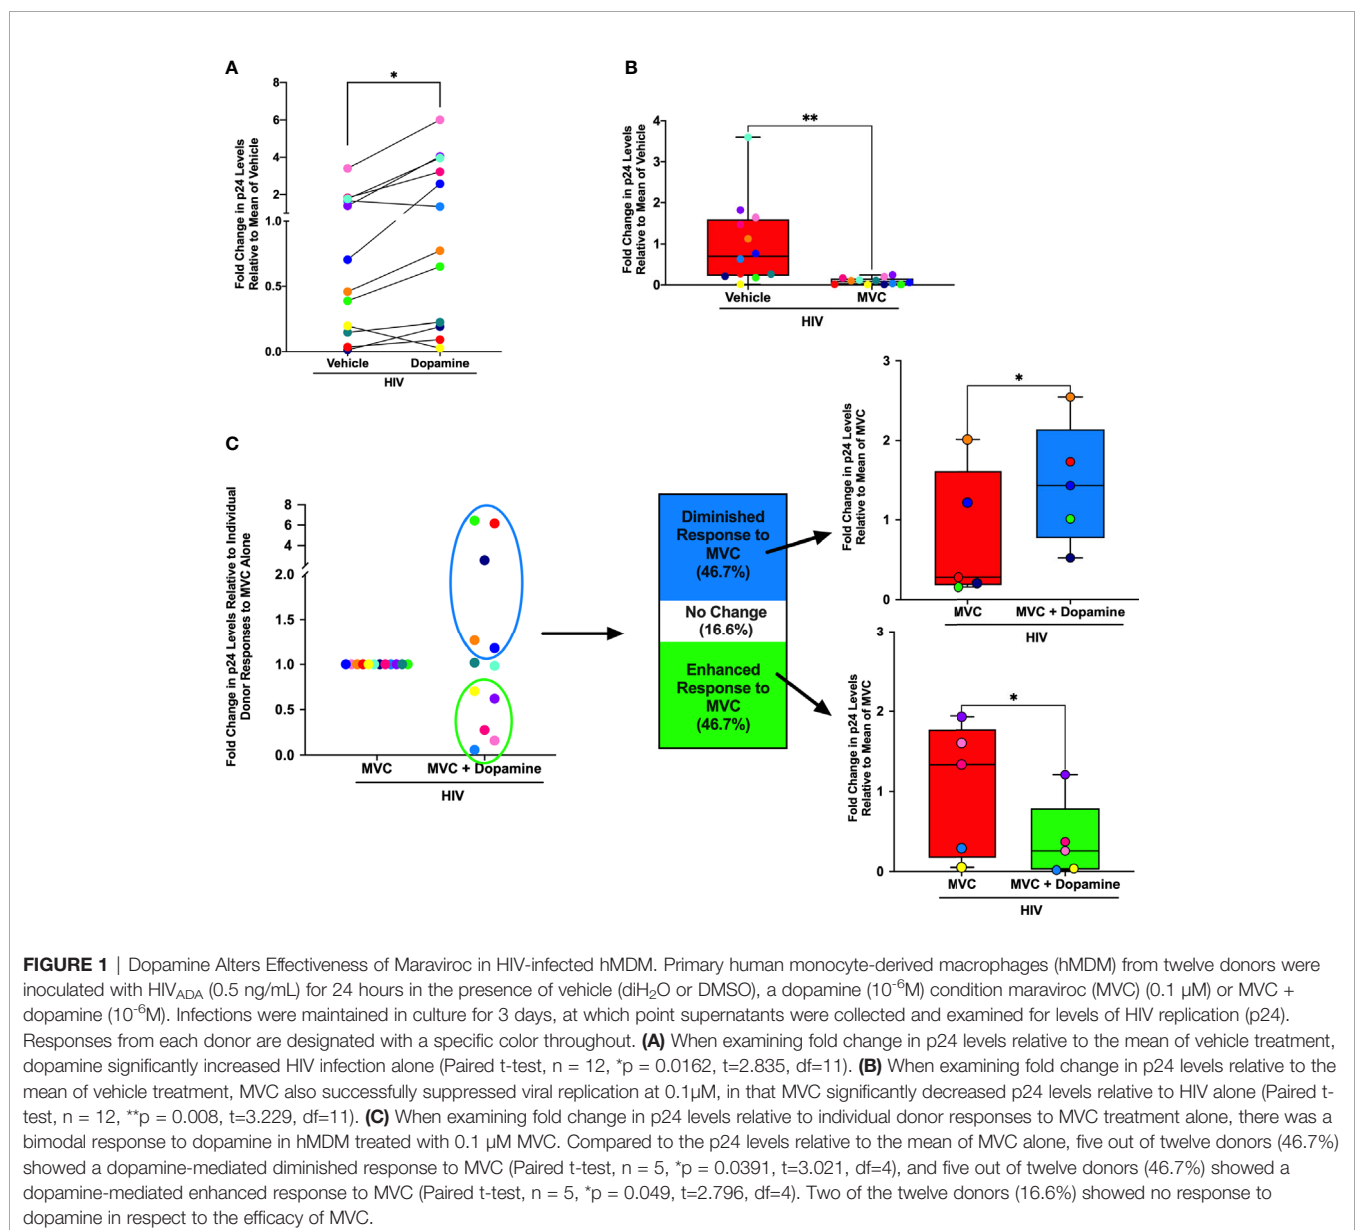 A
8
*
6
4
2
1.0
0.5
0.0
Fold Change in p24 Levels
Relative to Mean of Vehicle
Vehicle
Dopamine
HIV
B
4
**
3
2
1
0
Fold Change in p24 Levels
Relative to Mean of Vehicle
Vehicle
MVC
HIV
C
8
6
4
2.0
1.5
1.0
0.5
0.0
Fold Change in p24 Levels Relative to Individual
Donor Responses to MVC Alone
MVC
MVC + Dopamine
HIV
Diminished
Response to
MVC
(46.7%)
No Change
(16.6%)
Enhanced
Response to
MVC
(46.7%)
3
*
2
1
0
Fold Change in p24 Levels
Relative to Mean of MVC
MVC
MVC + Dopamine
HIV
3
*
2
1
0
Fold Change in p24 Levels
Relative to Mean of MVC
MVC
MVC + Dopamine
HIV
FIGURE 1 | Dopamine Alters Effectiveness of Maraviroc in HIV-infected hMDM. Primary human monocyte-derived macrophages (hMDM) from twelve donors were
inoculated with HIVADA (0.5 ng/mL) for 24 hours in the presence of vehicle (diH2O or DMSO), a dopamine (10-6M) condition maraviroc (MVC) (0.1 µM) or MVC +
dopamine (10-6M). Infections were maintained in culture for 3 days, at which point supernatants were collected and examined for levels of HIV replication (p24).
Responses from each donor are designated with a specific color throughout. (A) When examining fold change in p24 levels relative to the mean of vehicle treatment,
dopamine significantly increased HIV infection alone (Paired t-test, n = 12, *p = 0.0162, t=2.835, df=11). (B) When examining fold change in p24 levels relative to the
mean of vehicle treatment, MVC also successfully suppressed viral replication at 0.1µM, in that MVC significantly decreased p24 levels relative to HIV alone (Paired t-
test, n = 12, **p = 0.008, t=3.229, df=11). (C) When examining fold change in p24 levels relative to individual donor responses to MVC treatment alone, there was a
bimodal response to dopamine in hMDM treated with 0.1 µM MVC. Compared to the p24 levels relative to the mean of MVC alone, five out of twelve donors (46.7%)
showed a dopamine-mediated diminished response to MVC (Paired t-test, n = 5, *p = 0.0391, t=3.021, df=4), and five out of twelve donors (46.7%) showed a
dopamine-mediated enhanced response to MVC (Paired t-test, n = 5, *p = 0.049, t=2.796, df=4). Two of the twelve donors (16.6%) showed no response to
dopamine in respect to the efficacy of MVC.